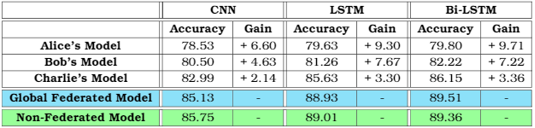 CNN LSTM Bi-LSTM
Accuracy Gain Accuracy Gain Accuracy Gain
Alice's Model 78.53 + 6.60 79.63 + 9.30 79.80 + 9.71
Bob's Model 80.50 + 4.63 81.26 + 7.67 82.22 + 7.22
Charlie's Model 82.99 + 2.14 85.63 + 3.30 86.15 + 3.36
Global Federated Model 85.13 - 88.93 - 89.51 -
Non-Federated Model 85.75 - 89.01 - 89.36 -